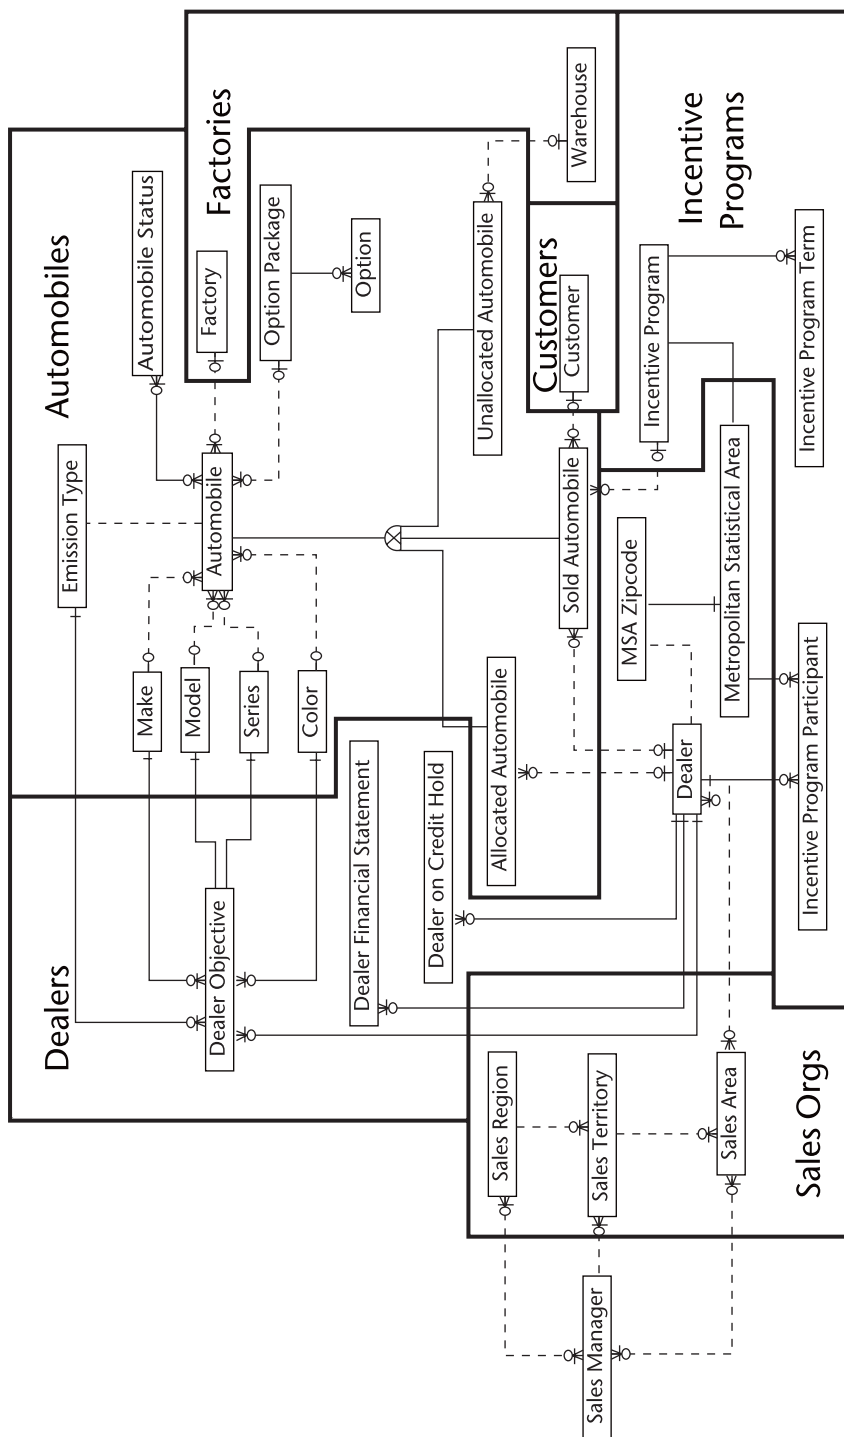 Dealers
Automobiles
Emission Type
Automobile Status
Make
Model
Series
Color
Dealer Objective
Automobile
Factories
Factory
Option Package
Option
Dealer Financial Statement
Dealer on Credit Hold
Allocated Automobile
Unallocated Automobile
Warehouse
Sales Region
Sales Territory
Sales Area
Sales Manager
Sales Orgs
Sold Automobile
Customers
Customer
MSA Zipcode
Dealer
Metropolitan Statistical Area
Incentive Program
Incentive
Programs
Incentive Program Participant
Incentive Program Term